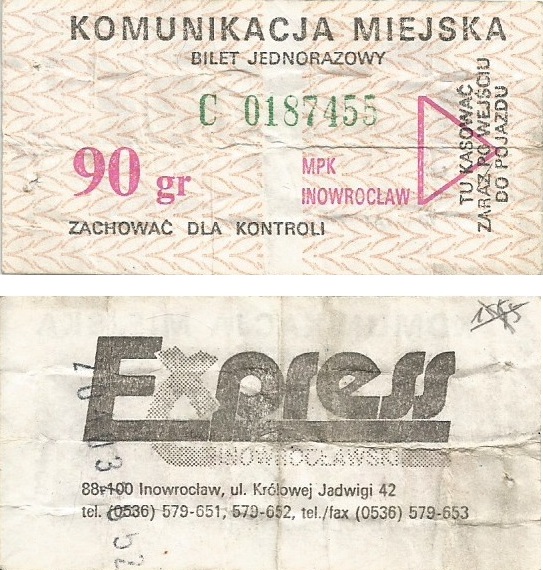 KOMUNIKACJA MIEJSKA
BILET JEDNORAZOWY
C 0187455
90 gr
MPK
INOWROCŁAW
TU KASOWAĆ
ZARAZ PO WEJŚCIU
DO POJAZDU
ZACHOWAĆ DLA KONTROLI
Express
INOWROCŁAWSKI
88-100 Inowrocław, ul. Królowej Jadwigi 42
tel. (0536) 579-651, 579-652, tel./fax (0536) 579-653